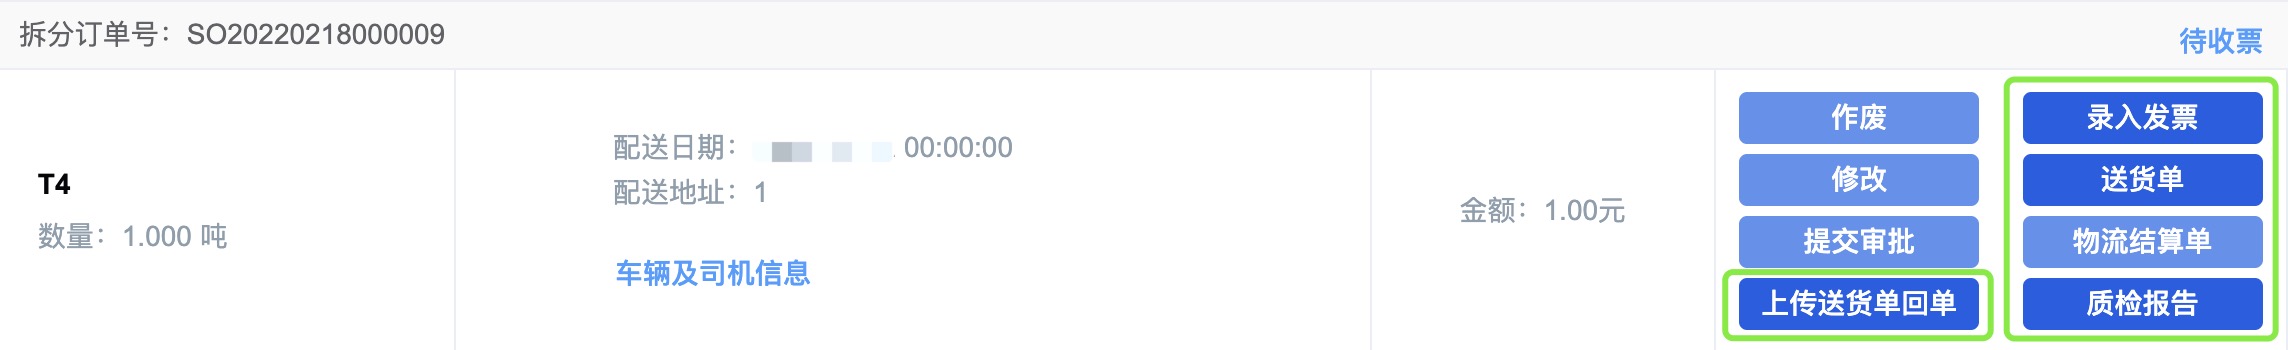 拆分订单号：SO20220218000009
待收票
T4
数量：1.000 吨
配送日期： 00:00:00
配送地址：1
车辆及司机信息
金额：1.00元
作废
修改
提交审批
上传送货单回单
录入发票
送货单
物流结算单
质检报告